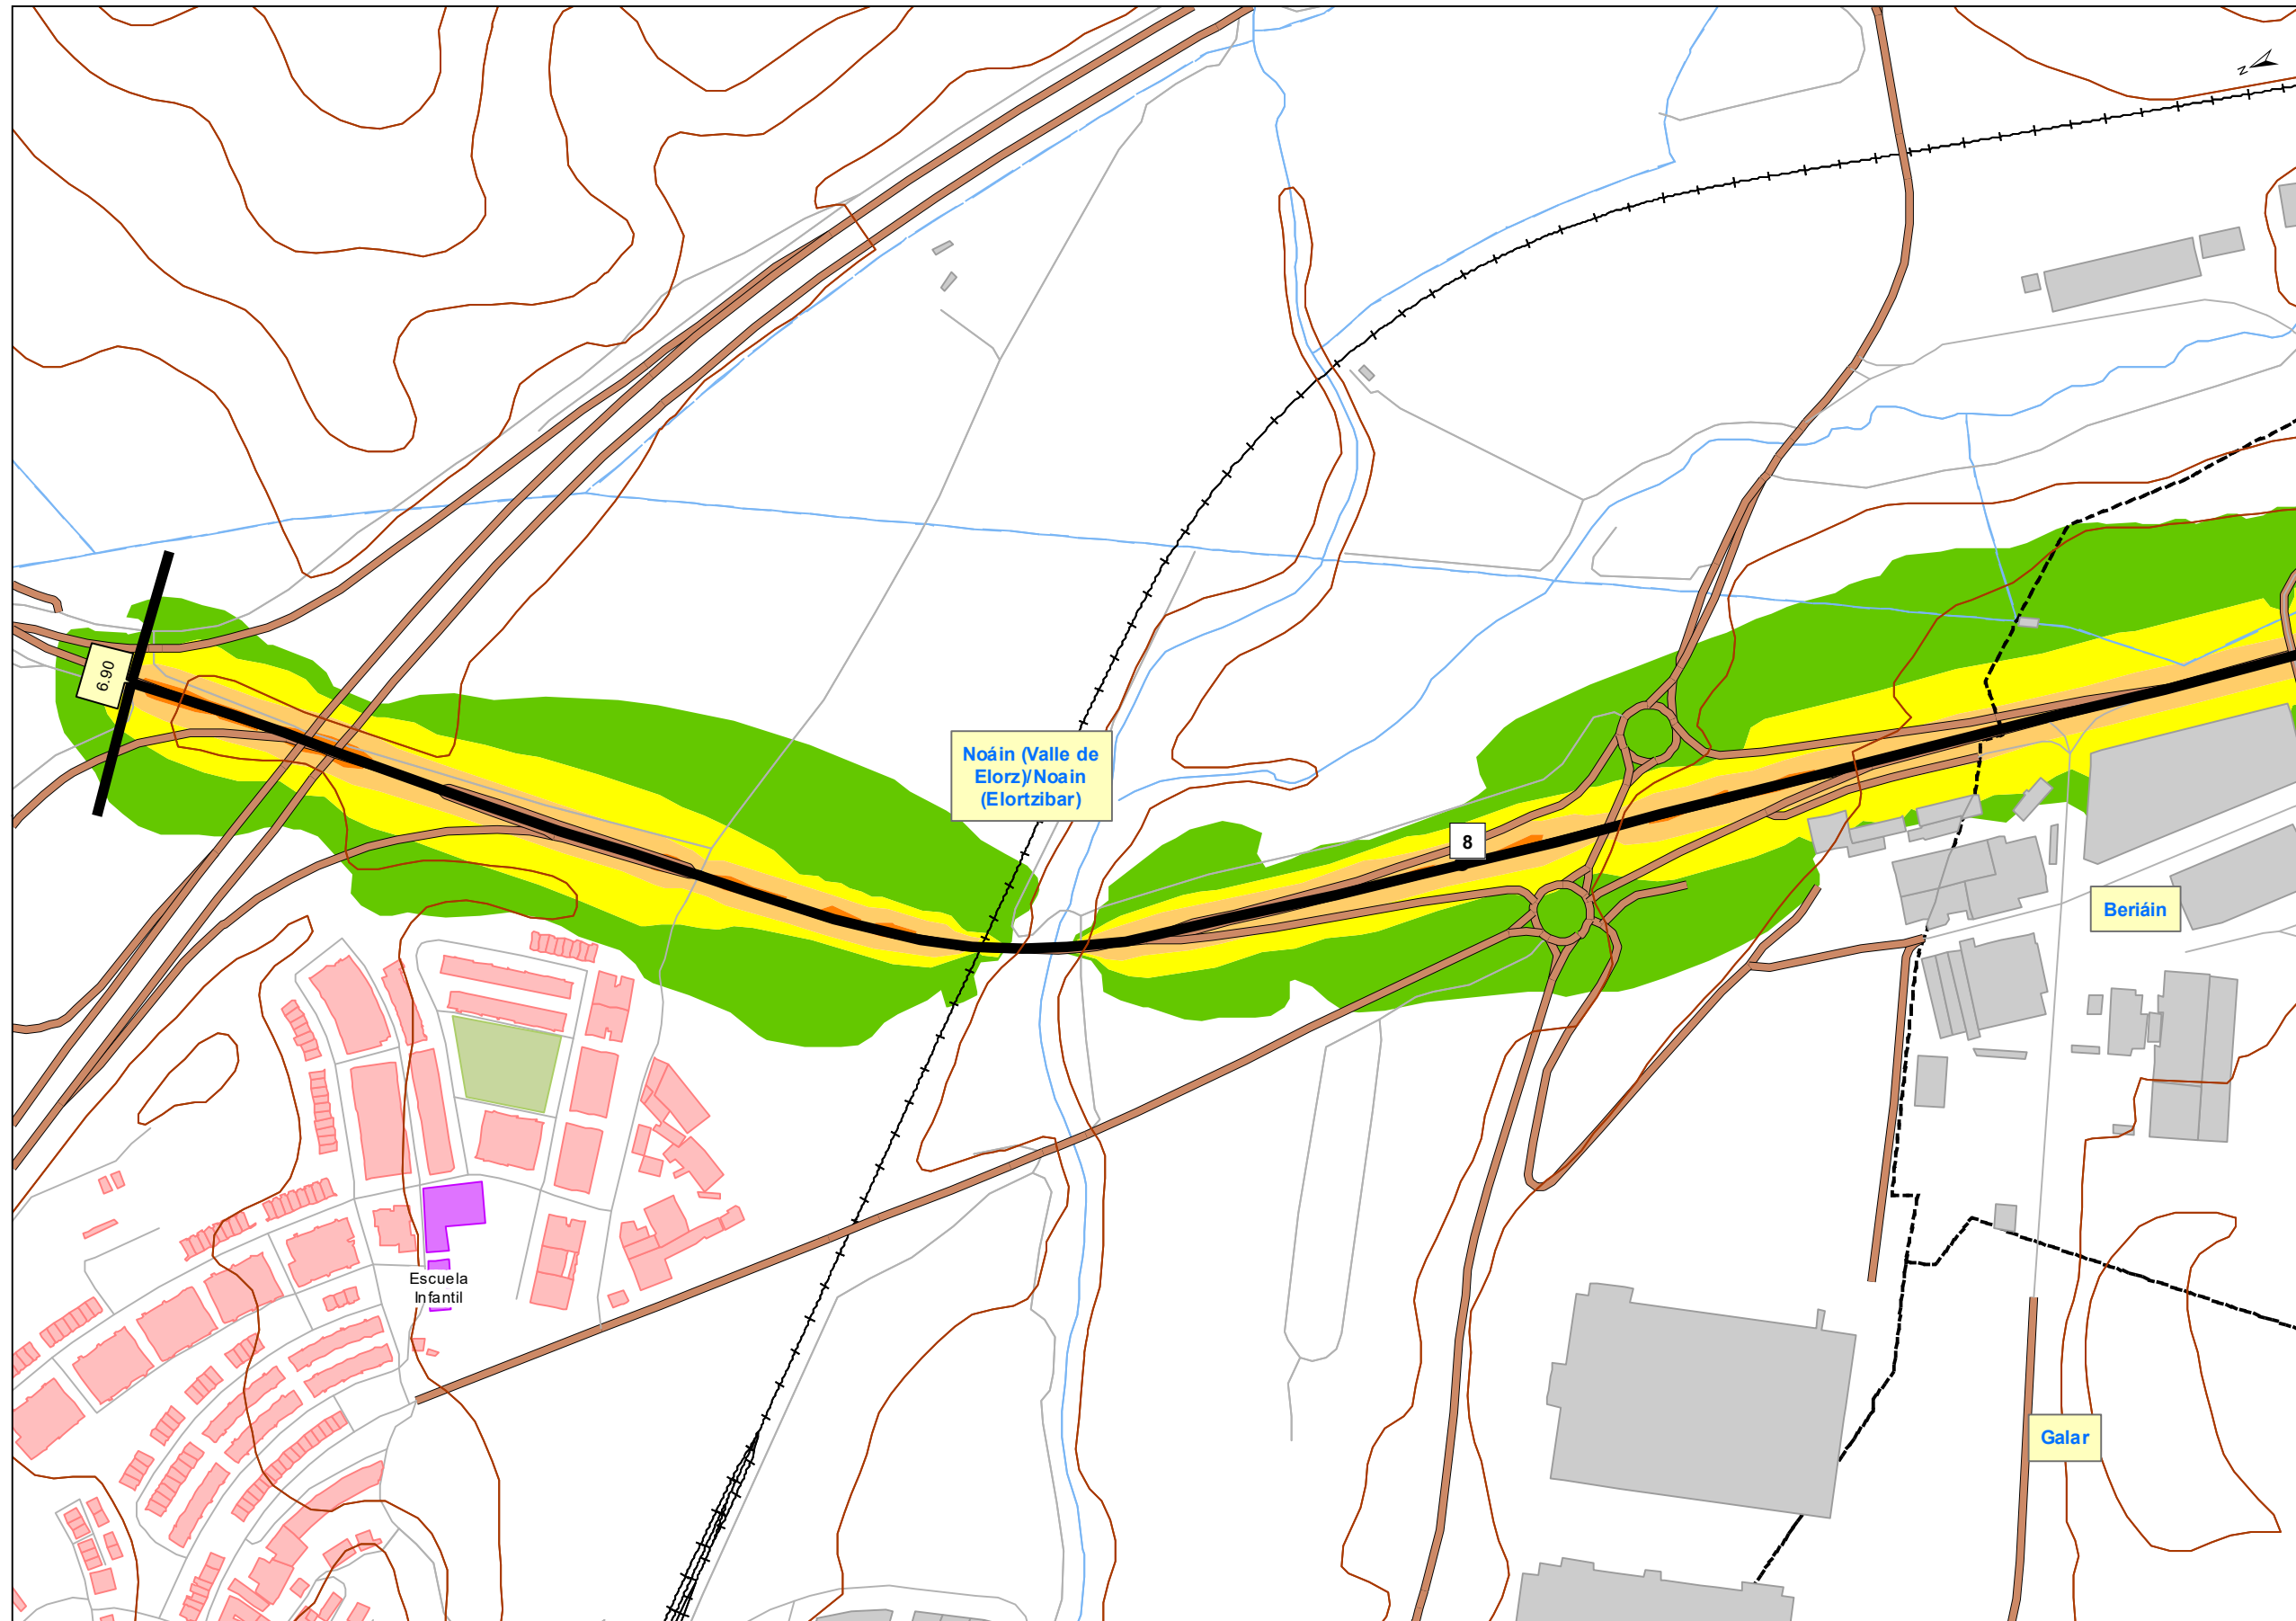 N
6.90
Noáin (Valle de
Elorz)/Noain
(Elortzibar)
8
Beriáin
Escuela
Infantil
Galar